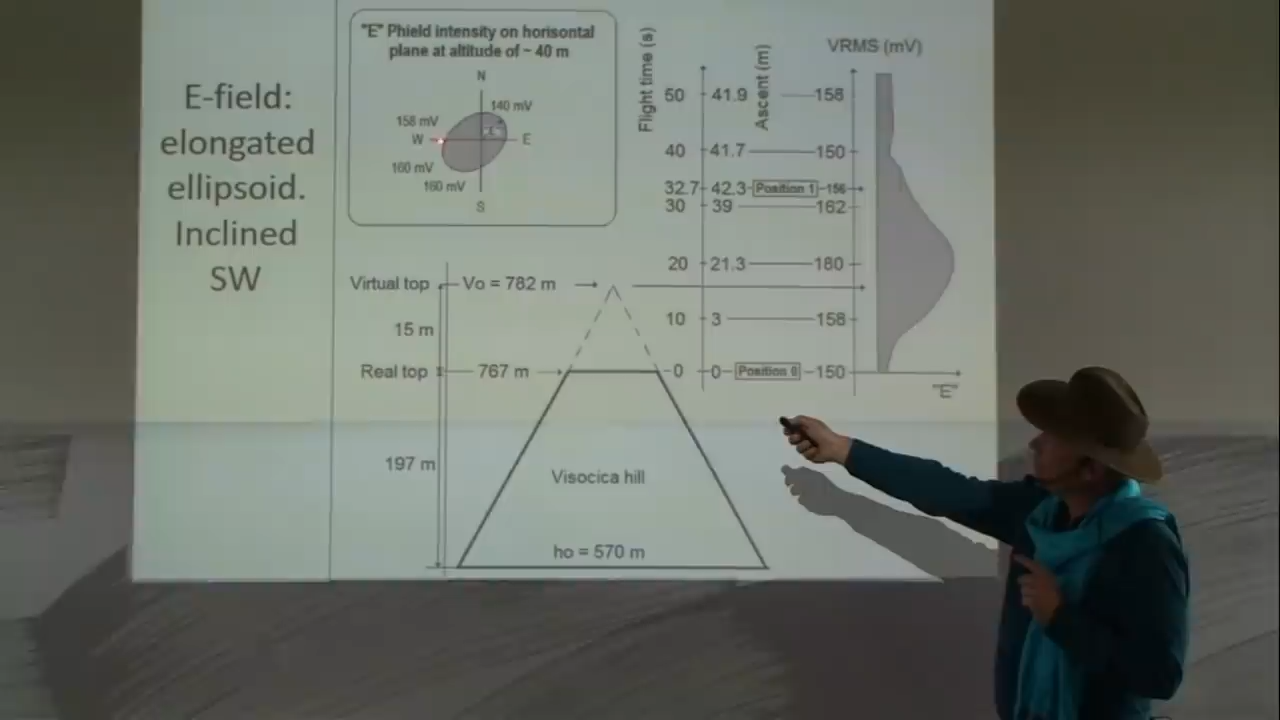 E-field:
elongated
ellipsoid.
Inclined
SW
"E" Phield intensity on horisontal
plane at altitude of ~ 40 m
N
140 mV
158 mV
W
E
160 mV
160 mV
S
Flight time (s)
Ascent (m)
VRMS (mV)
50 41.9 158
40 41.7 150
32.7 42.3 Position 1 156
30 39 162
20 21.3 180
10 3 158
0 0 Position 0 150
"E"
Virtual top Vo = 782 m
15 m
Real top 767 m
197 m
Visocica hill
ho = 570 m